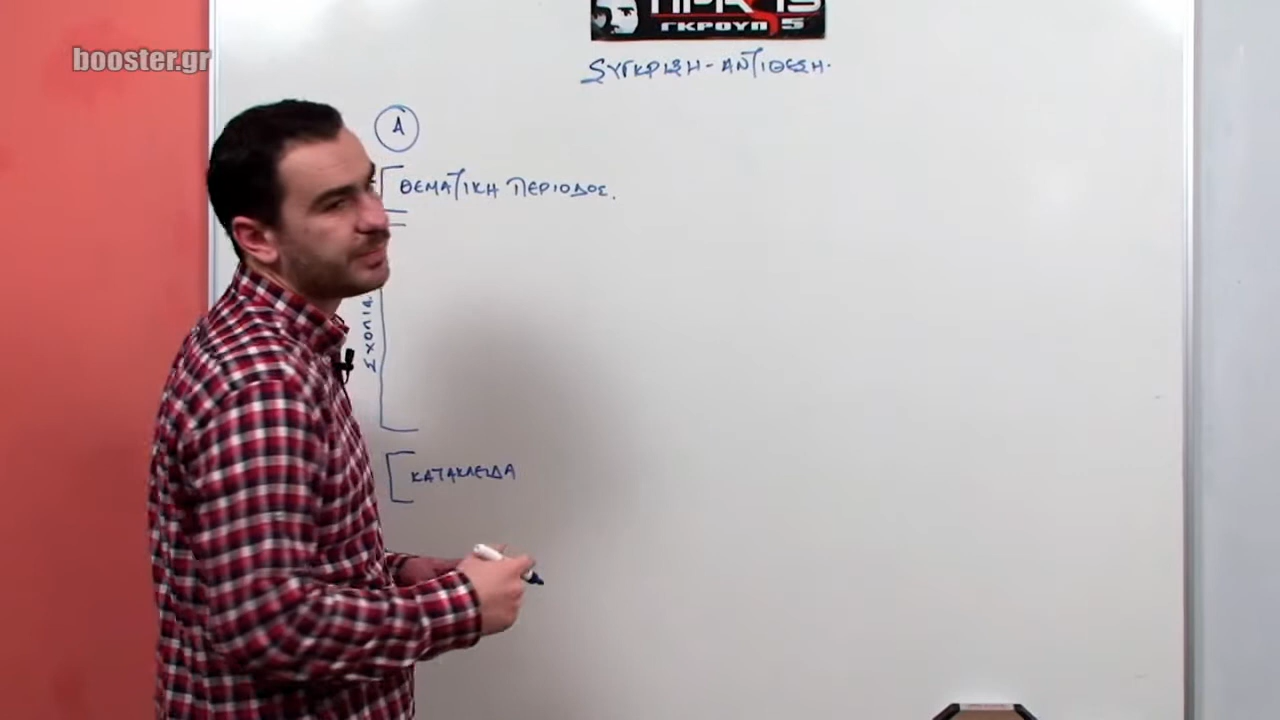 booster.gr
ΓΚΡΟΥΠ 5
ΣΥΓΚΡΙΣΗ - ΑΝΤΙΘΕΣΗ.
Α
ΘΕΜΑΤΙΚΗ ΠΕΡΙΟΔΟΣ.
ΣΧΟΛΙΑ
ΚΑΤΑΚΛΕΙΔΑ